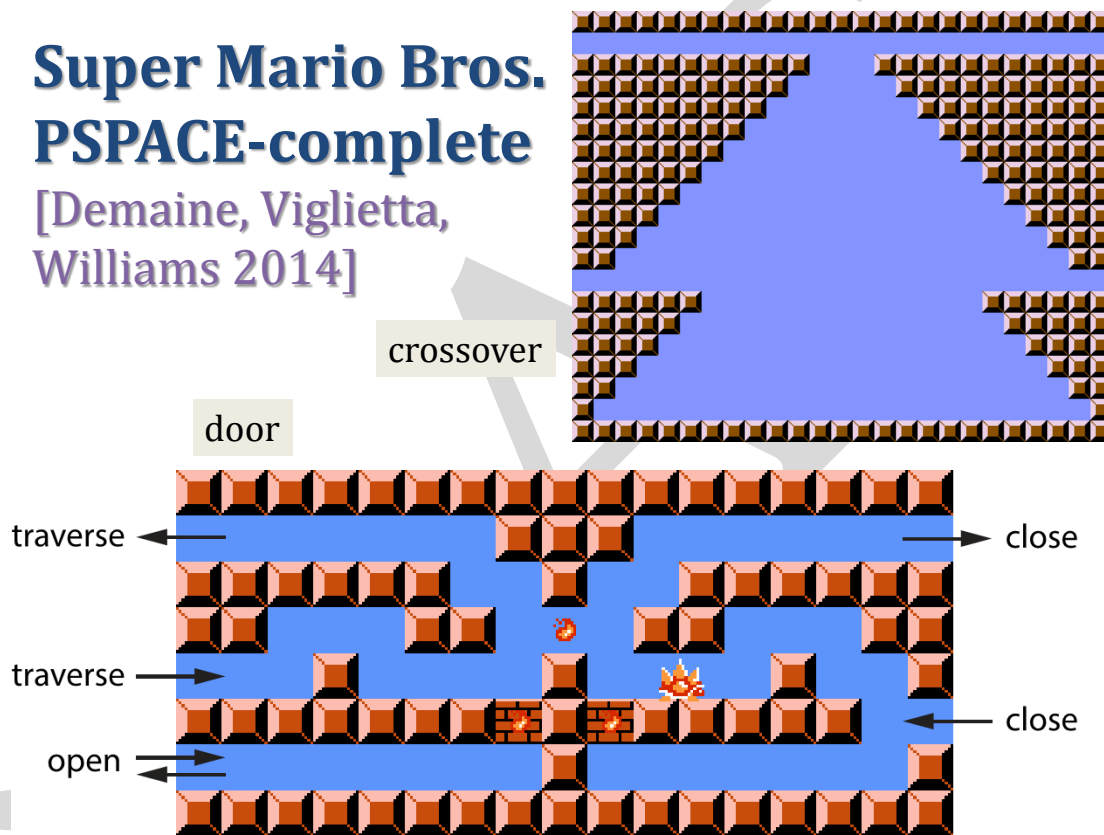 Super Mario Bros.
PSPACE-complete
[Demaine, Viglietta,
Williams 2014]
crossover
door
traverse
close
traverse
close
open